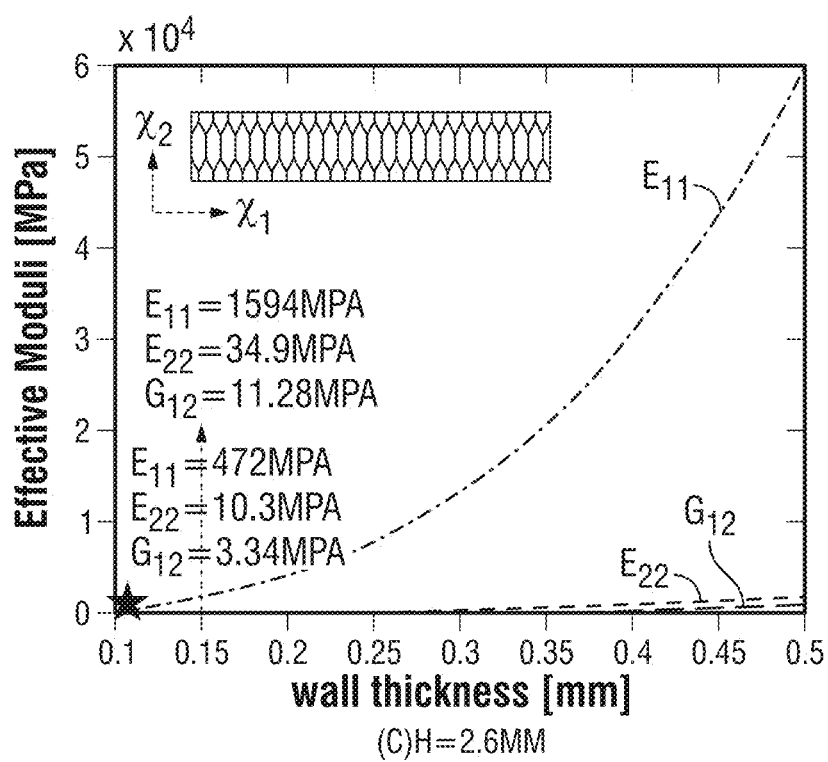 x 10⁴
Effective Moduli [MPa]
6
5
4
3
2
1
0
χ₂
χ₁
E₁₁
E₁₁=1594MPA
E₂₂=34.9MPA
G₁₂=11.28MPA
E₁₁=472MPA
E₂₂=10.3MPA
G₁₂=3.34MPA
G₁₂
E₂₂
0.1 0.15 0.2 0.25 0.3 0.35 0.4 0.45 0.5
wall thickness [mm]
(C)H=2.6MM